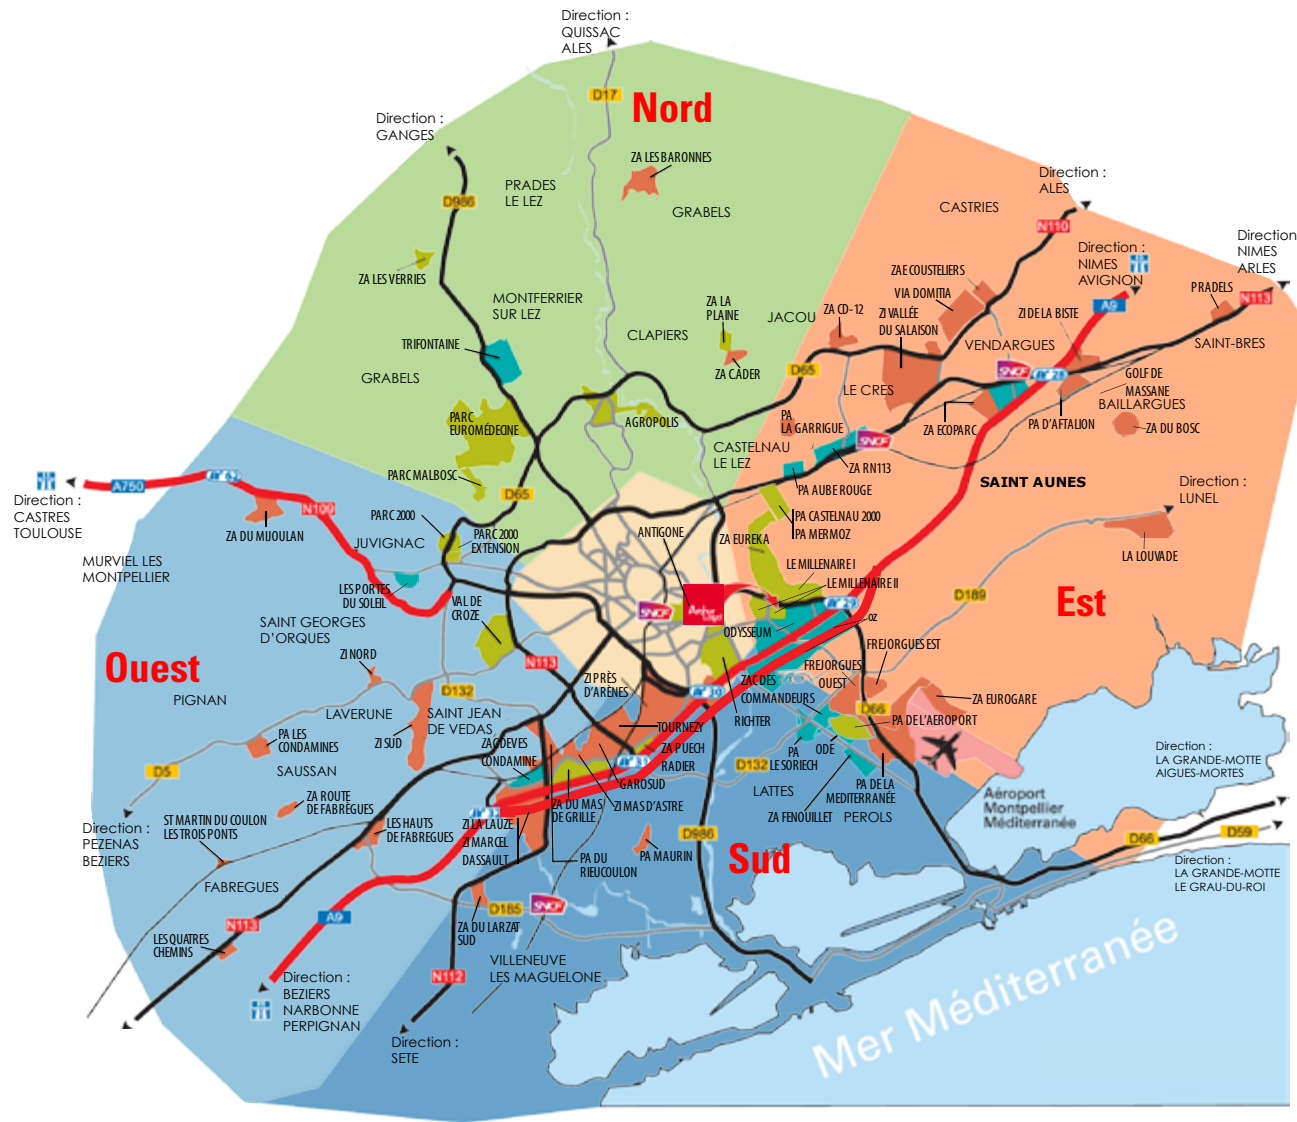 Direction :
QUISSAC
ALES
D17
Nord
Direction :
GANGES
ZA LES BARONNES
PRADES
LE LEZ
D986
GRABELS
Direction :
ALES
CASTRIES
N110
Direction :
NIMES
AVIGNON
Direction
NIMES
ARLES
ZA LES VERRIES
ZAE COUSTELIERS
VIA DOMITIA
PRADELS
N113
A9
MONTFERRIER
SUR LEZ
ZA LA
PLAINE
JACOU
ZA CD-12
ZI VALLÉE
DU SALAISON
ZI DE LA BISTE
CLAPIERS
TRIFONTAINE
VENDARGUES
SAINT-BRES
GRABELS
ZA CADER
D65
SNCF
28
GOLF DE
MASSANE
LE CRES
BAILLARGUES
PARC
EUROMÉDECINE
AGROPOLIS
PA
LA GARRIGUE
ZA ECOPARC
PA D'AFTALION
ZA DU BOSC
SNCF
CASTELNAU
LE LEZ
ZA RN113
PARC MALBOSC
62
A750
Direction :
CASTRES
TOULOUSE
D65
PA AUBE ROUGE
SAINT AUNES
Direction :
LUNEL
N109
ZA DU MIJOULAN
PARC 2000
PARC 2000
EXTENSION
JUVIGNAC
ANTIGONE
PA CASTELNAU 2000
PA MERMOZ
ZA EUREKA
LA LOUVADE
MURVIEL LES
MONTPELLIER
LES PORTES
DU SOLEIL
LE MILLENAIRE I
LE MILLENAIRE II
D189
Est
VAL DE
CROZE
SNCF
Arthur
Loyd
29
OZ
ODYSSEUM
SAINT GEORGES
D'ORQUES
Ouest
ZI NORD
N113
ZI PRÈS
D'ARÈNES
FREJORGUES EST
FREJORGUES
OUEST
PIGNAN
D132
ZAC DES
COMMANDEURS
30
ZA EUROGARE
D66
LAVERUNE
SAINT JEAN
DE VEDAS
RICHTER
TOURNEZY
PA DE L'AEROPORT
PA LES
CONDAMINES
ZI SUD
ZAC DEVES
CONDAMINE
ZA PUECH
RADIER
ODE
PA
LE SORIECH
31
D132
SAUSSAN
D5
GAROSUD
PA DE LA
MEDITERRANÉE
LATTES
Direction :
LA GRANDE-MOTTE
AIGUES-MORTES
Aéroport
Montpellier
Méditerranée
ZA ROUTE
DE FABRÈGUES
ZA DU MAS
DE GRILLE
ZI MAS D'ASTRE
ZA FENOUILLET
PEROLS
32
ST MARTIN DU COULON
LES TROIS PONTS
LES HAUTS
DE FABREGUES
ZI LA LAUZE
ZI MARCEL
DASSAULT
D986
Direction :
PEZENAS
BEZIERS
Sud
D66
D59
PA MAURIN
PA DU
RIEUCOULON
Direction :
LA GRANDE-MOTTE
LE GRAU-DU-ROI
FABREGUES
SNCF
D185
N113
A9
ZA DU LARZAT
SUD
LES QUATRES
CHEMINS
VILLENEUVE
LES MAGUELONE
N112
Direction :
BEZIERS
NARBONNE
PERPIGNAN
Direction :
SETE
Mer Méditerranée